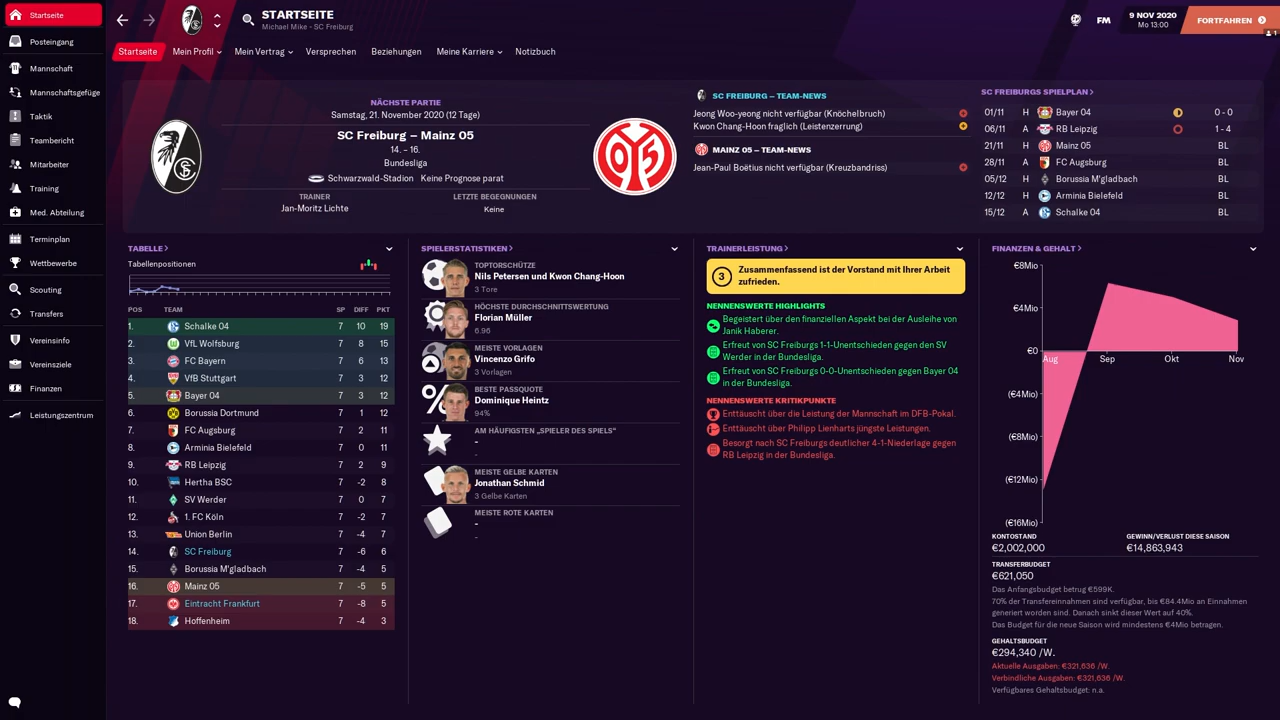 Startseite
Posteingang
Mannschaft
Mannschaftsgefüge
Taktik
Teambericht
Mitarbeiter
Training
Med. Abteilung
Terminplan
Wettbewerbe
Scouting
Transfers
Vereinsinfo
Vereinsziele
Finanzen
Leistungszentrum
STARTSEITE
Michael Mike - SC Freiburg
FM
9 NOV 2020
Mo 13:00
FORTFAHREN
1
Startseite
Mein Profil
Mein Vertrag
Versprechen
Beziehungen
Meine Karriere
Notizbuch
NÄCHSTE PARTIE
Samstag, 21. November 2020 (12 Tage)
SC Freiburg – Mainz 05
14. - 16.
Bundesliga
Schwarzwald-Stadion Keine Prognose parat
TRAINER
Jan-Moritz Lichte
LETZTE BEGEGNUNGEN
Keine
SC FREIBURG – TEAM-NEWS
Jeong Woo-yeong nicht verfügbar (Knöchelbruch)
Kwon Chang-Hoon fraglich (Leistenzerrung)
MAINZ 05 – TEAM-NEWS
Jean-Paul Boëtius nicht verfügbar (Kreuzbandriss)
SC FREIBURGS SPIELPLAN
01/11 H Bayer 04 0 - 0
06/11 A RB Leipzig 1 - 4
21/11 H Mainz 05 BL
28/11 A FC Augsburg BL
05/12 H Borussia M'gladbach BL
12/12 H Arminia Bielefeld BL
15/12 A Schalke 04 BL
TABELLE
Tabellenpositionen
POS TEAM SP DIFF PKT
1. Schalke 04 7 10 19
2. VfL Wolfsburg 7 8 15
3. FC Bayern 7 6 13
4. VfB Stuttgart 7 3 12
5. Bayer 04 7 3 12
6. Borussia Dortmund 7 1 12
7. FC Augsburg 7 2 11
8. Arminia Bielefeld 7 0 11
9. RB Leipzig 7 2 9
10. Hertha BSC 7 -2 8
11. SV Werder 7 0 7
12. 1. FC Köln 7 -2 7
13. Union Berlin 7 -4 7
14. SC Freiburg 7 -6 6
15. Borussia M'gladbach 7 -4 5
16. Mainz 05 7 -5 5
17. Eintracht Frankfurt 7 -8 5
18. Hoffenheim 7 -4 3
SPIELERSTATISTIKEN
TOPTORSCHÜTZE
Nils Petersen und Kwon Chang-Hoon
3 Tore
HÖCHSTE DURCHSCHNITTSWERTUNG
Florian Müller
6.96
MEISTE VORLAGEN
Vincenzo Grifo
3 Vorlagen
BESTE PASSQUOTE
Dominique Heintz
94%
AM HÄUFIGSTEN „SPIELER DES SPIELS"
-
-
MEISTE GELBE KARTEN
Jonathan Schmid
3 Gelbe Karten
MEISTE ROTE KARTEN
-
-
TRAINERLEISTUNG
3
Zusammenfassend ist der Vorstand mit Ihrer Arbeit
zufrieden.
NENNENSWERTE HIGHLIGHTS
Begeistert über den finanziellen Aspekt bei der Ausleihe von
Janik Haberer.
Erfreut von SC Freiburgs 1-1-Unentschieden gegen den SV
Werder in der Bundesliga.
Erfreut von SC Freiburgs 0-0-Unentschieden gegen Bayer 04
in der Bundesliga.
NENNENSWERTE KRITIKPUNKTE
Enttäuscht über die Leistung der Mannschaft im DFB-Pokal.
Enttäuscht über Philipp Lienharts jüngste Leistungen.
Besorgt nach SC Freiburgs deutlicher 4-1-Niederlage gegen
RB Leipzig in der Bundesliga.
FINANZEN & GEHALT
€8Mio
€4Mio
€0
(€4Mio)
(€8Mio)
(€12Mio)
(€16Mio)
Aug Sep Okt Nov
KONTOSTAND
€2,002,000
GEWINN/VERLUST DIESE SAISON
€14,863,943
TRANSFERBUDGET
€621,050
Das Anfangsbudget betrug €599K.
70% der Transfereinnahmen sind verfügbar, bis €84.4Mio an Einnahmen
generiert worden sind. Danach sinkt dieser Wert auf 40%.
Das Budget für die neue Saison wird mindestens €4Mio betragen.
GEHALTSBUDGET
€294,340 /W.
Aktuelle Ausgaben: €321,636 /W.
Verbindliche Ausgaben: €321,636 /W.
Verfügbares Gehaltsbudget: n.a.